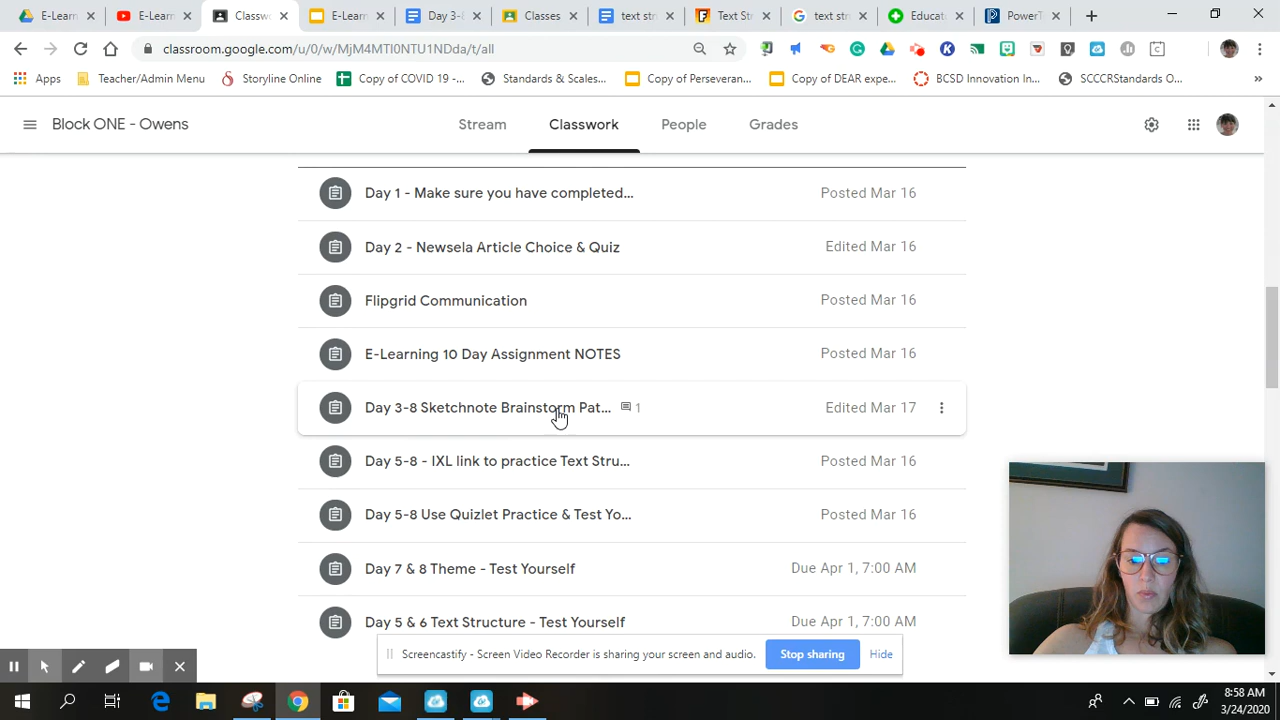 E-Learn
E-Learn
Classw
E-Learn
Day 3-8
Classes
text str
Text St
text str
Educat
PowerT
classroom.google.com/u/0/w/MjM4MTI0NTU1NDda/t/all
Apps Teacher/Admin Menu Storyline Online Copy of COVID 19 -... Standards & Scales... Copy of Perseveran... Copy of DEAR expe... BCSD Innovation In... SCCCRStandards O... »
Block ONE - Owens Stream Classwork People Grades
Day 1 - Make sure you have completed... Posted Mar 16
Day 2 - Newsela Article Choice & Quiz Edited Mar 16
Flipgrid Communication Posted Mar 16
E-Learning 10 Day Assignment NOTES Posted Mar 16
Day 3-8 Sketchnote Brainstorm Pat... 1 Edited Mar 17
Day 5-8 - IXL link to practice Text Stru... Posted Mar 16
Day 5-8 Use Quizlet Practice & Test Yo... Posted Mar 16
Day 7 & 8 Theme - Test Yourself Due Apr 1, 7:00 AM
Day 5 & 6 Text Structure - Test Yourself Due Apr 1, 7:00 AM
Screencastify - Screen Video Recorder is sharing your screen and audio. Stop sharing Hide
8:58 AM
3/24/2020